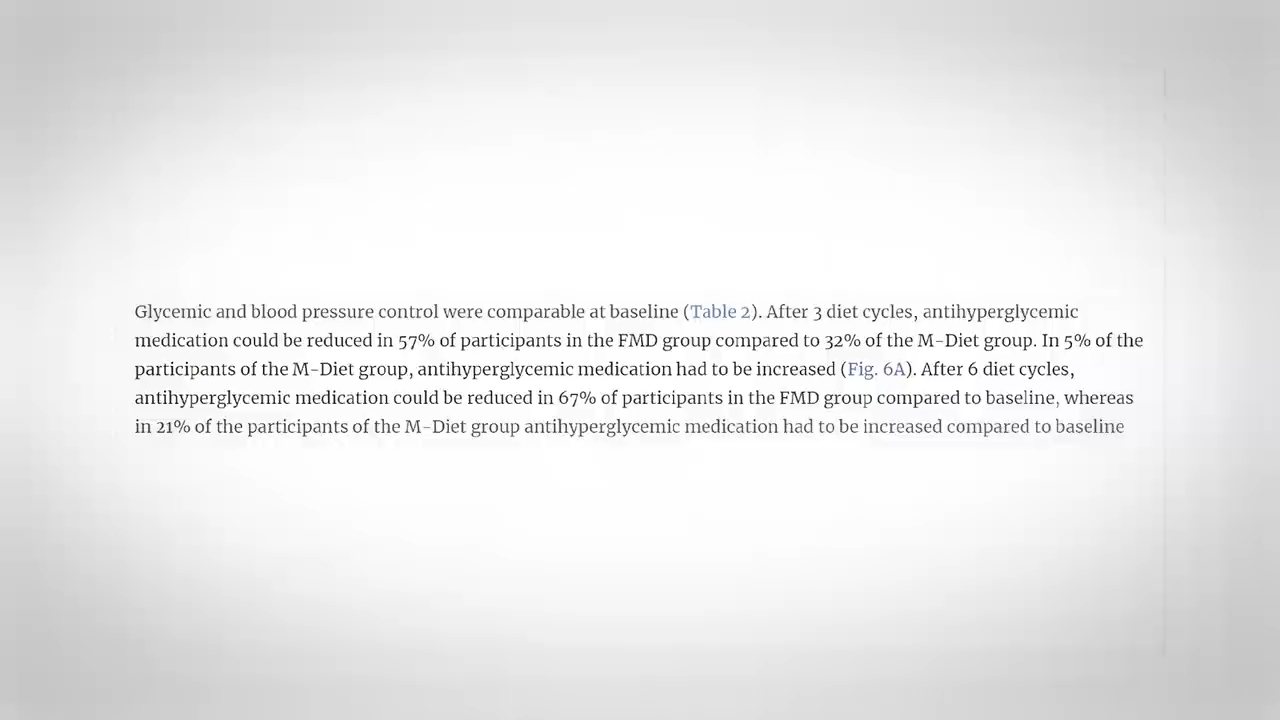 Glycemic and blood pressure control were comparable at baseline (Table 2). After 3 diet cycles, antihyperglycemic
medication could be reduced in 57% of participants in the FMD group compared to 32% of the M-Diet group. In 5% of the
participants of the M-Diet group, antihyperglycemic medication had to be increased (Fig. 6A). After 6 diet cycles,
antihyperglycemic medication could be reduced in 67% of participants in the FMD group compared to baseline, whereas
in 21% of the participants of the M-Diet group antihyperglycemic medication had to be increased compared to baseline